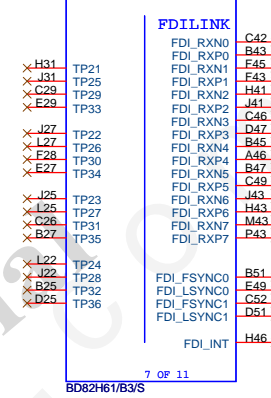 FDILINK
FDI_RXN0 C42
FDI_RXP0 B43
FDI_RXN1 F45
H31 TP21 FDI_RXP1 F43
J31 TP25 FDI_RXN2 H41
C29 TP29 FDI_RXP2 J41
E29 TP33 FDI_RXN3 C46
FDI_RXP3 D47
J27 TP22 FDI_RXN4 B45
L27 TP26 FDI_RXP4 A46
F28 TP30 FDI_RXN5 B47
E27 TP34 FDI_RXP5 C49
J25 TP23 FDI_RXN6 J43
L25 TP27 FDI_RXP6 H43
C26 TP31 FDI_RXN7 M43
B27 TP35 FDI_RXP7 P43
L22 TP24
J22 TP28 FDI_FSYNC0 B51
B25 TP32 FDI_LSYNC0 E49
D25 TP36 FDI_FSYNC1 C52
FDI_LSYNC1 D51
FDI_INT H46
7 OF 11
BD82H61/B3/S